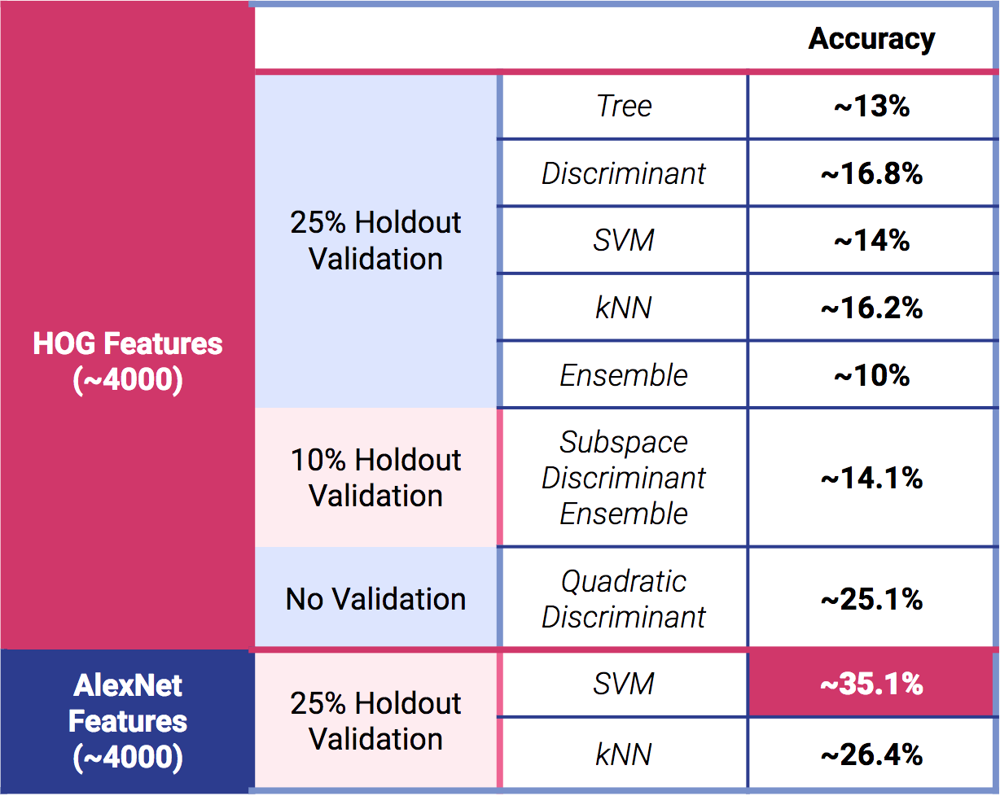 Accuracy
HOG Features
(~4000)
25% Holdout
Validation
Tree
~13%
Discriminant
~16.8%
SVM
~14%
kNN
~16.2%
Ensemble
~10%
10% Holdout
Validation
Subspace
Discriminant
Ensemble
~14.1%
No Validation
Quadratic
Discriminant
~25.1%
AlexNet
Features
(~4000)
25% Holdout
Validation
SVM
~35.1%
kNN
~26.4%